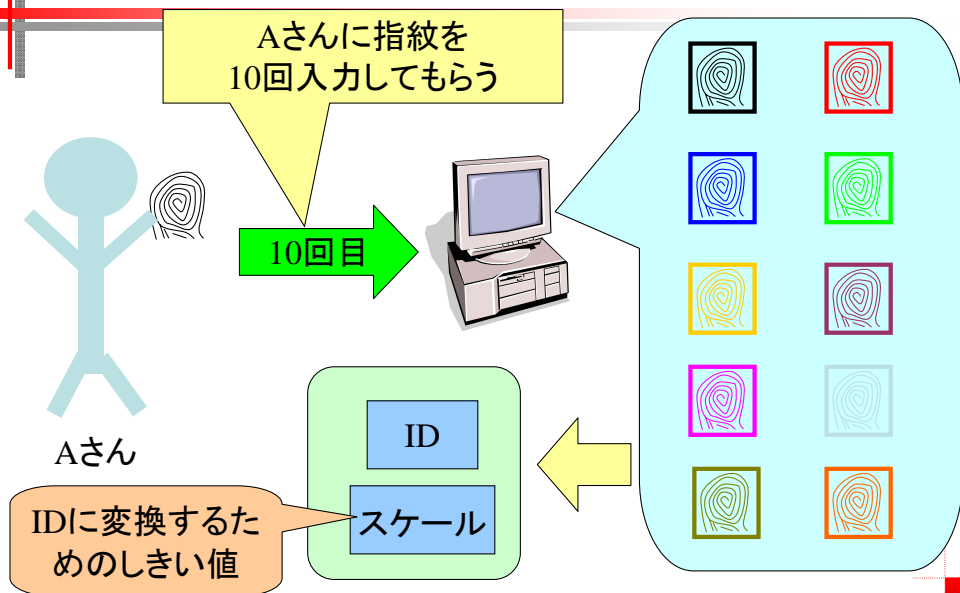 Aさんに指紋を
10回入力してもらう
10回目
Aさん
ID
スケール
IDに変換するた
めのしきい値